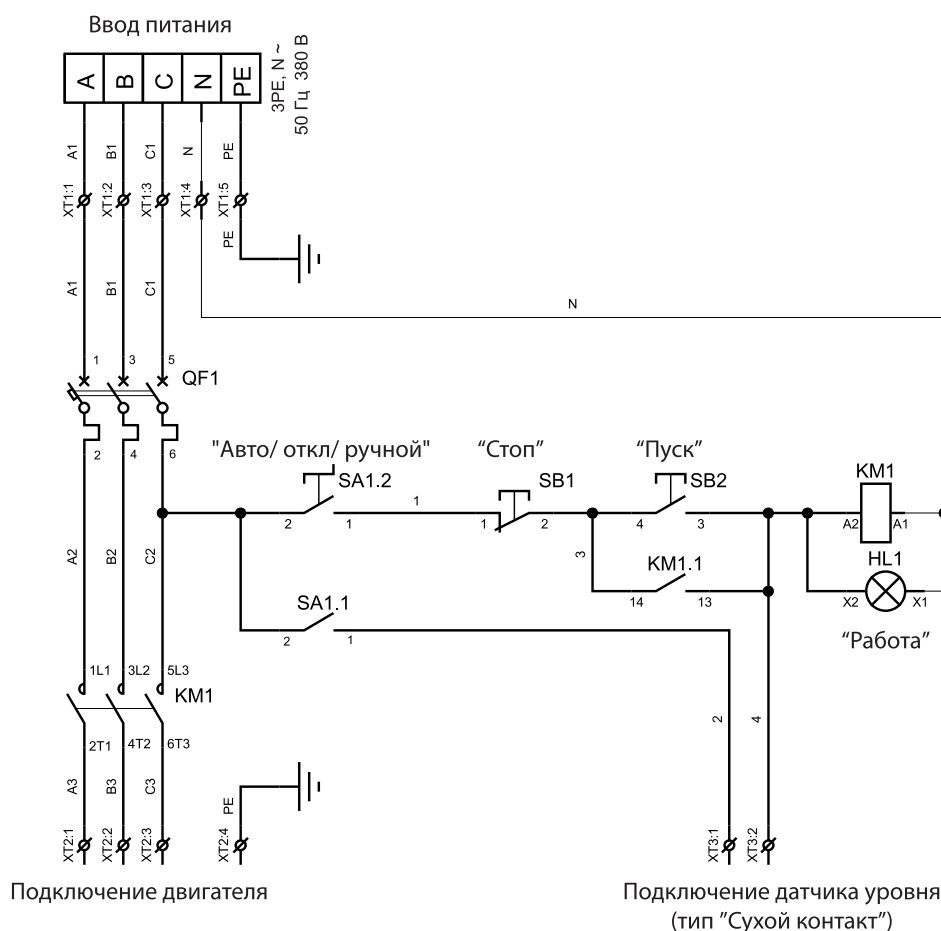 Ввод питания
A B C N PE
3PE, N ~
50 Гц 380 В
A1 B1 C1 N PE
XT1:1 XT1:2 XT1:3 XT1:4 XT1:5
PE
A1 B1 C1
N
1 3 5
QF1
2 4 6
"Авто/ откл/ ручной" “Стоп” “Пуск” KM1
SA1.2 SB1 SB2
1
2 1 1 2 4 3 A2 A1
A2 B2 C2
3
KM1.1 HL1
14 13 X2 X1
SA1.1
2 1
“Работа”
1L1 3L2 5L3
KM1
2 4
2T1 4T2 6T3
A3 B3 C3 PE
XT2:1 XT2:2 XT2:3 XT2:4 XT3:1 XT3:2
Подключение двигателя Подключение датчика уровня
(тип "Сухой контакт”)